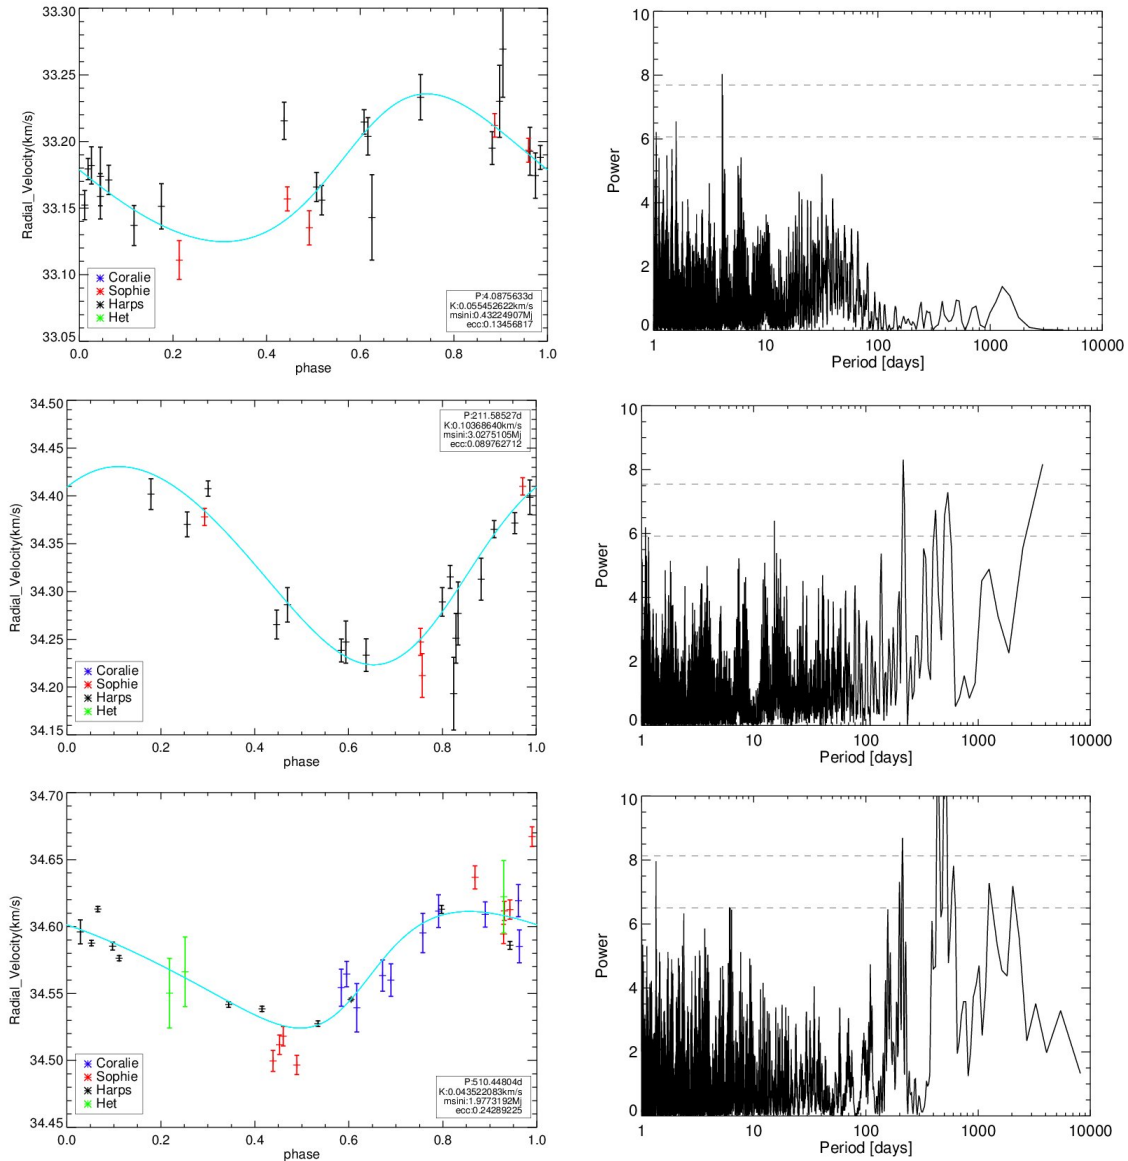 33.30
33.25
33.20
33.15
33.10
33.05
Radial_Velocity(km/s)
Coralie
Sophie
Harps
Het
P:4.0875633d
K:0.055452622km/s
msini:0.43224907Mj
ecc:0.13456817
0.0 0.2 0.4 0.6 0.8 1.0
phase
10
8
6
4
2
0
Power
1 10 100 1000 10000
Period [days]
34.50
34.45
34.40
34.35
34.30
34.25
34.20
34.15
Radial_Velocity(km/s)
P:211.58527d
K:0.10368640km/s
msini:3.0275105Mj
ecc:0.089762712
Coralie
Sophie
Harps
Het
0.0 0.2 0.4 0.6 0.8 1.0
phase
10
8
6
4
2
0
Power
1 10 100 1000 10000
Period [days]
34.70
34.65
34.60
34.55
34.50
34.45
Radial_Velocity(km/s)
Coralie
Sophie
Harps
Het
P:510.44804d
K:0.043522083km/s
msini:1.9773192Mj
ecc:0.24289225
0.0 0.2 0.4 0.6 0.8 1.0
phase
10
8
6
4
2
0
Power
1 10 100 1000 10000
Period [days]